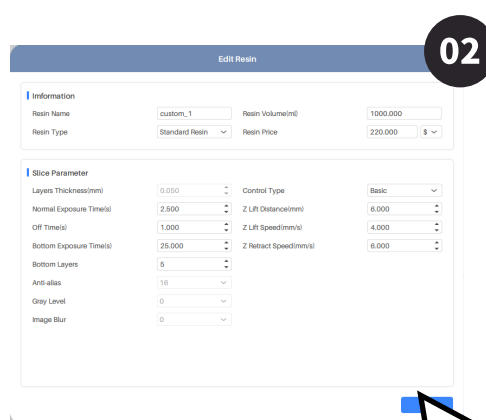 02
Edit Resin
Imformation
Resin Name custom_1 Resin Volume(ml) 1000.000
Resin Type Standard Resin Resin Price 220.000 $
Slice Parameter
Layers Thickness(mm) 0.050 Control Type Basic
Normal Exposure Time(s) 2.500 Z Lift Distance(mm) 6.000
Off Time(s) 1.000 Z Lift Speed(mm/s) 4.000
Bottom Exposure Time(s) 25.000 Z Retract Speed(mm/s) 6.000
Bottom Layers 5
Anti-alias 16
Gray Level 0
Image Blur 0